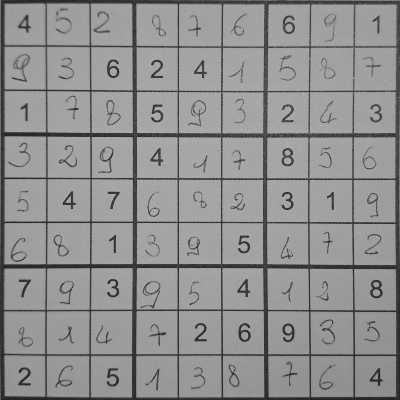 4 5 2 8 7 6 6 9 1
9 3 6 2 4 1 5 8 7
1 7 8 5 9 3 2 4 3
3 2 9 4 1 7 8 5 6
5 4 7 6 8 2 3 1 9
6 8 1 3 9 5 4 7 2
7 9 3 9 5 4 1 2 8
8 1 4 7 2 6 9 3 5
2 6 5 1 3 8 7 6 4